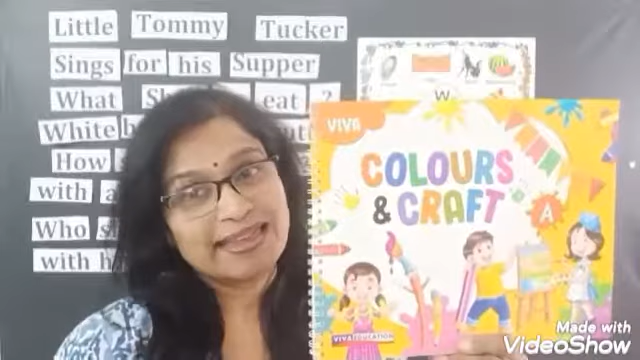 Little Tommy Tucker
Sings for his Supper
What eat ?
White
How
with
Who
with
W
VIVA
COLOURS
& CRAFT
A
VIVA EDUCATION
Made with
VideoShow